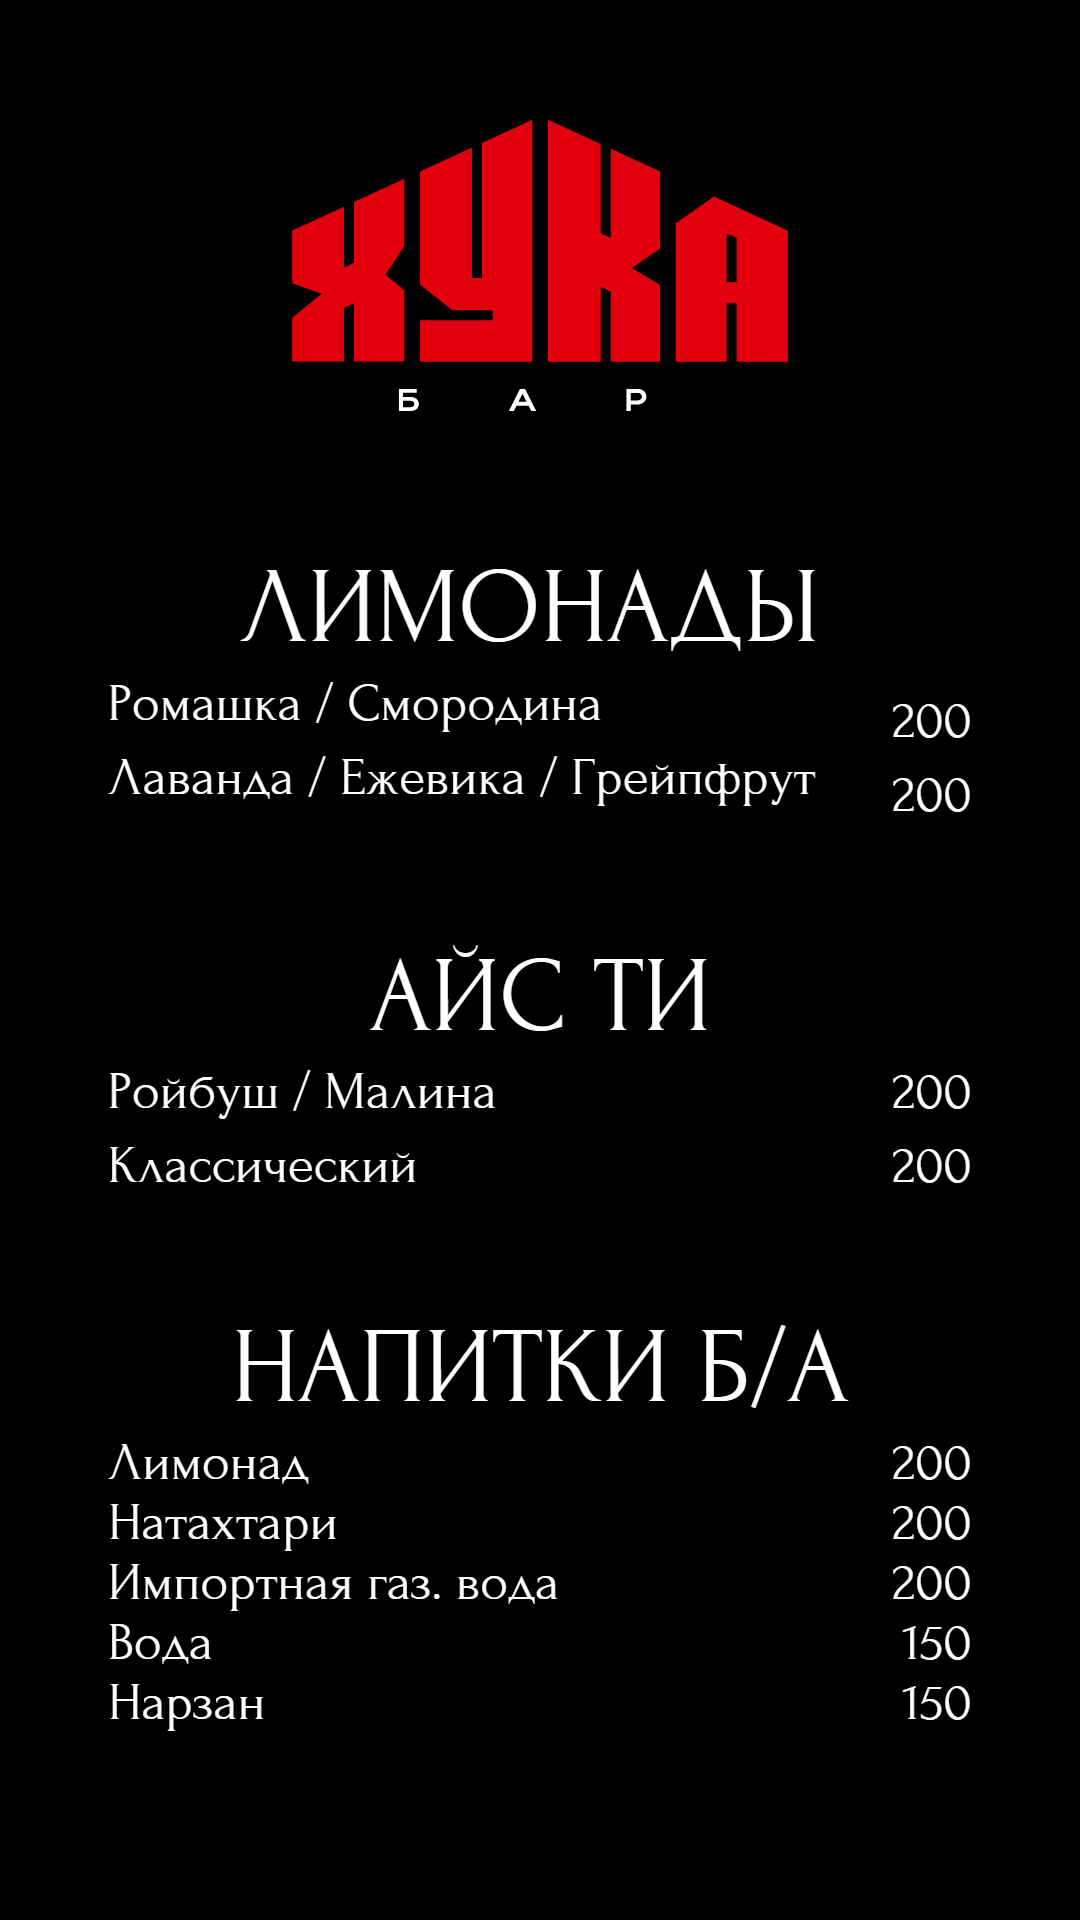 ХУКА
БАР
ЛИМОНАДЫ
Ромашка / Смородина 200
Лаванда / Ежевика / Грейпфрут 200
АЙС ТИ
Ройбуш / Малина 200
Классический 200
НАПИТКИ Б/А
Лимонад 200
Натахтари 200
Импортная газ. вода 200
Вода 150
Нарзан 150